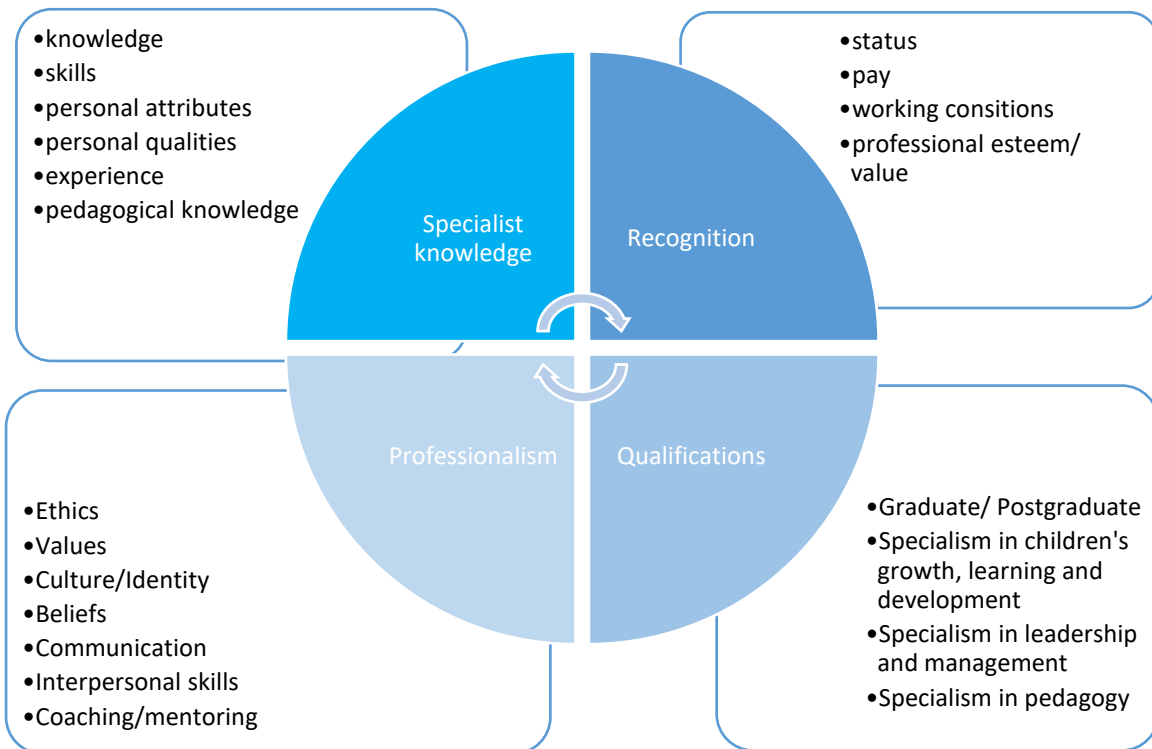 •knowledge
•skills
•personal attributes
•personal qualities
•experience
•pedagogical knowledge
•status
•pay
•working consitions
•professional esteem/
value
Specialist
knowledge
Recognition
Professionalism
Qualifications
•Ethics
•Values
•Culture/Identity
•Beliefs
•Communication
•Interpersonal skills
•Coaching/mentoring
•Graduate/ Postgraduate
•Specialism in children's
growth, learning and
development
•Specialism in leadership
and management
•Specialism in pedagogy